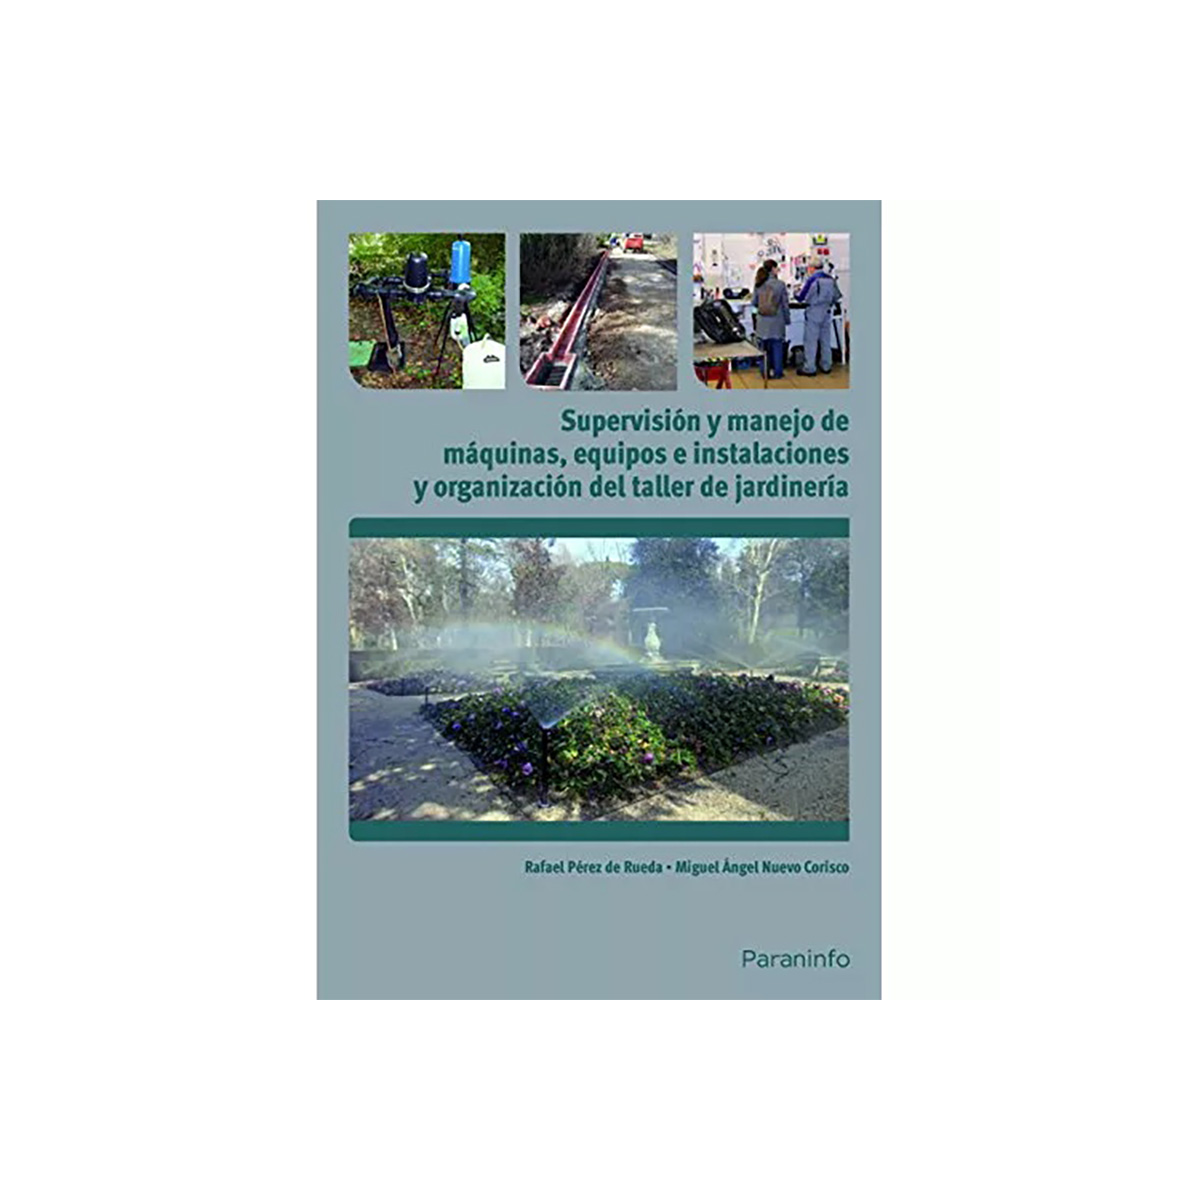 Supervisión y manejo de
máquinas, equipos e instalaciones
y organización del taller de jardinería
Rafael Pérez de Rueda • Miguel Ángel Nuevo Corisco
Paraninfo